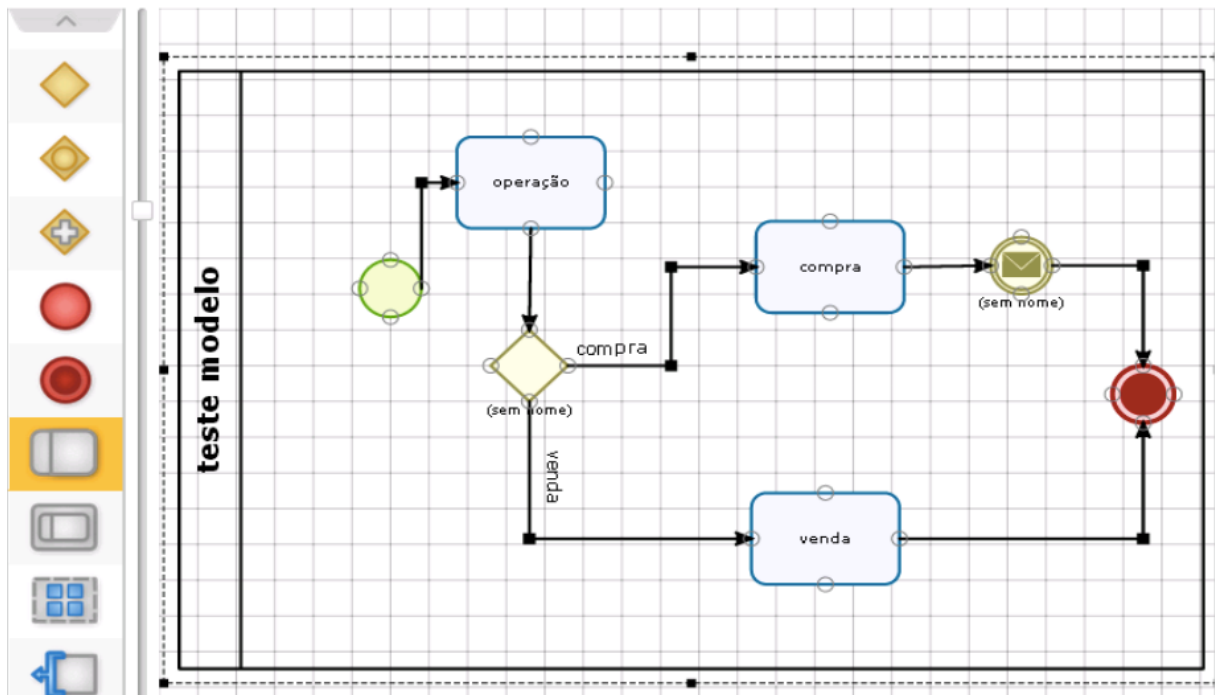 teste modelo
operação
compra
(sem nome)
compra
(sem nome)
venda
venda